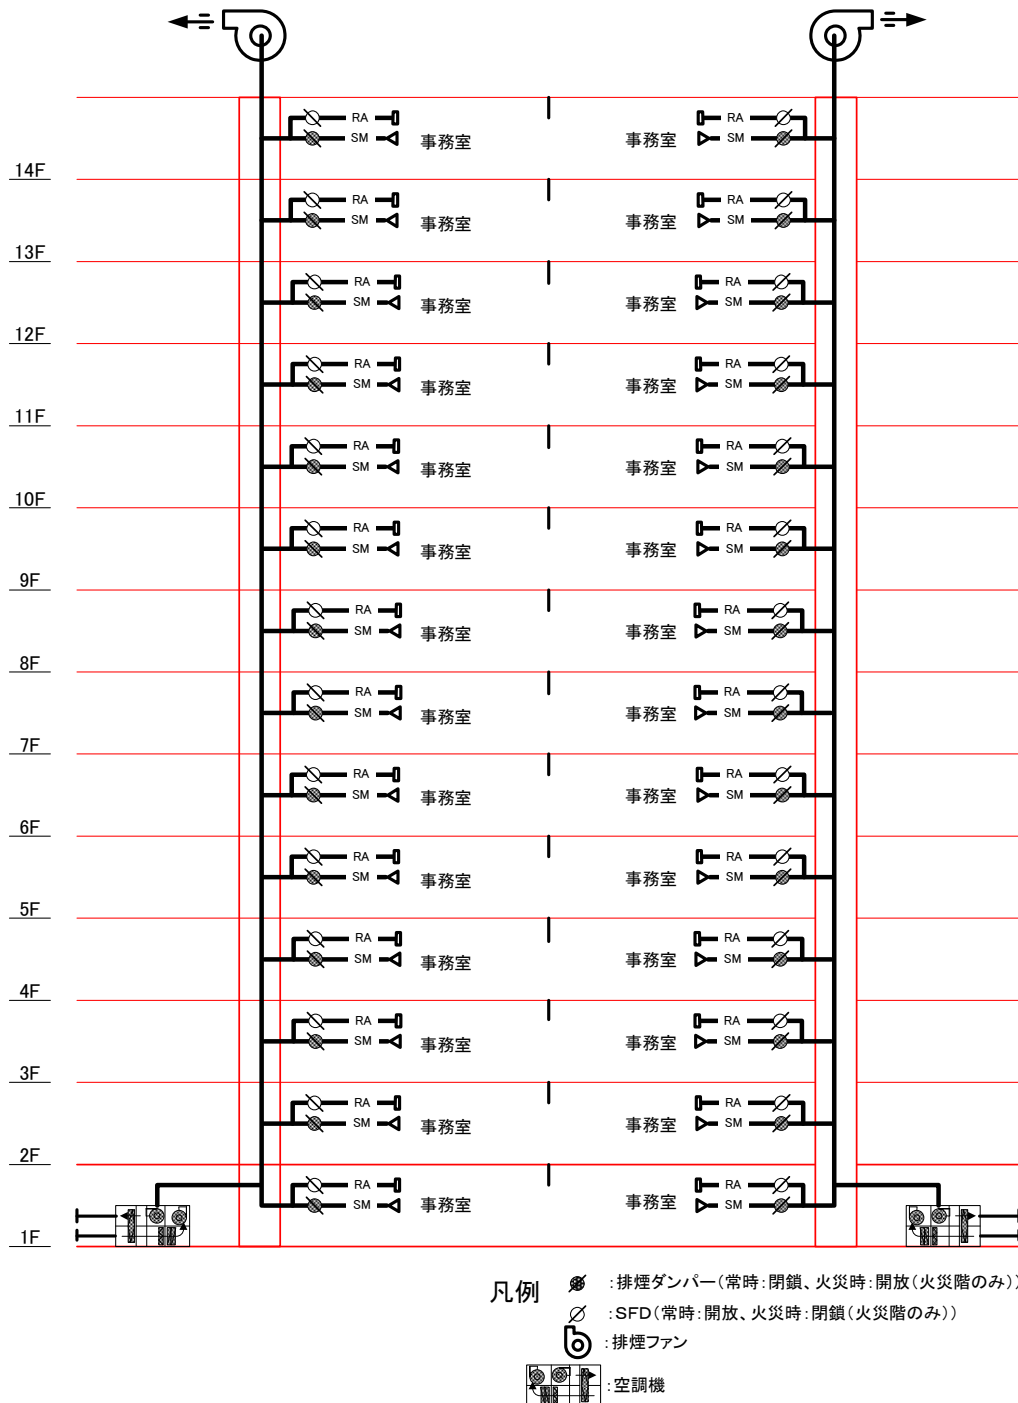 RA RA
SM 事務室 事務室 SM
14F
RA RA
SM 事務室 事務室 SM
13F
RA RA
SM 事務室 事務室 SM
12F
RA RA
SM 事務室 事務室 SM
11F
RA RA
SM 事務室 事務室 SM
10F
RA RA
SM 事務室 事務室 SM
9F
RA RA
SM 事務室 事務室 SM
8F
RA RA
SM 事務室 事務室 SM
7F
RA RA
SM 事務室 事務室 SM
6F
RA RA
SM 事務室 事務室 SM
5F
RA RA
SM 事務室 事務室 SM
4F
RA RA
SM 事務室 事務室 SM
3F
RA RA
SM 事務室 事務室 SM
2F
RA RA
SM 事務室 事務室 SM
1F
凡例 :排煙ダンパー(常時:閉鎖、火災時:開放(火災階のみ))
:SFD(常時:開放、火災時:閉鎖(火災階のみ))
:排煙ファン
:空調機